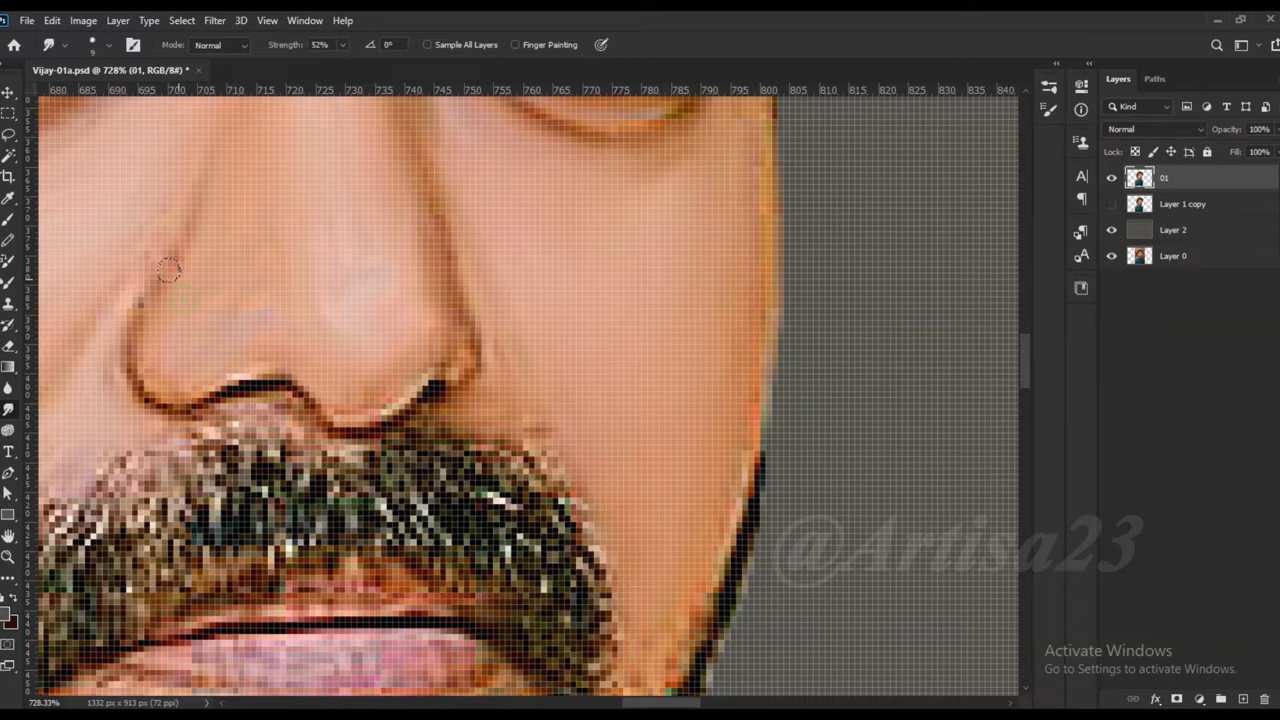 File Edit Image Layer Type Select Filter 3D View Window Help
9 Mode: Normal Strength: 52% 0° Sample All Layers Finger Painting
Vijay-01a.psd @ 728% (01, RGB/8#) *
Layers Paths
680 685 690 695 700 705 710 715 720 725 730 735 740 745 750 755 760 765 770 775 780 785 790 795 800 805 810 815 820 825 830 835 840
Kind
Normal Opacity: 100%
Lock: Fill: 100%
01
Layer 1 copy
Layer 2
Layer 0
@Artisa23
Activate Windows
Go to Settings to activate Windows.
728.33% 1332 px x 913 px (72 ppi)